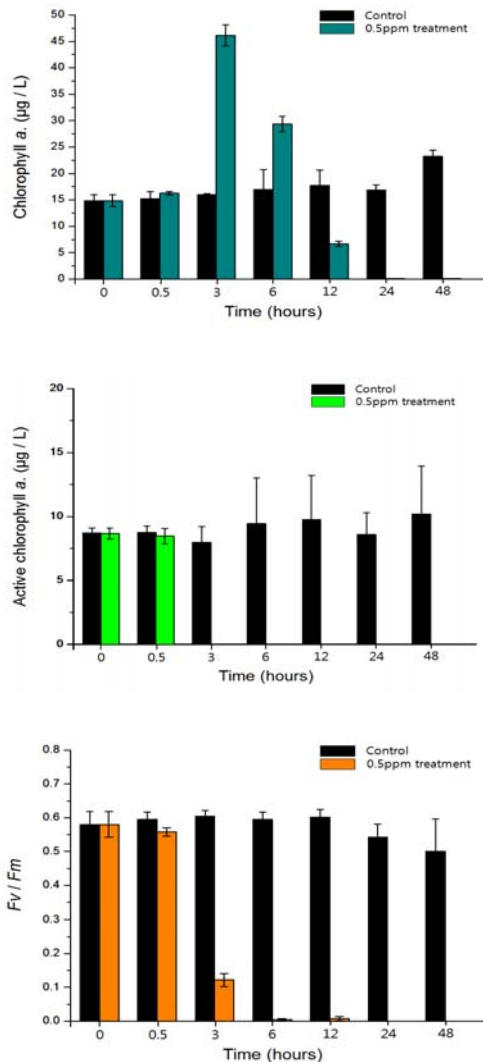 50
45
40
35
30
25
20
15
10
5
0
Chlorophyll a. (μg / L)
Control
0.5ppm treatment
0 0.5 3 6 12 24 48
Time (hours)
20
15
10
5
0
Active chlorophyll a. (μg / L)
Control
0.5ppm treatment
0 0.5 3 6 12 24 48
Time (hours)
0.8
0.7
0.6
0.5
0.4
0.3
0.2
0.1
0.0
Fv / Fm
Control
0.5ppm treatment
0 0.5 3 6 12 24 48
Time (hours)